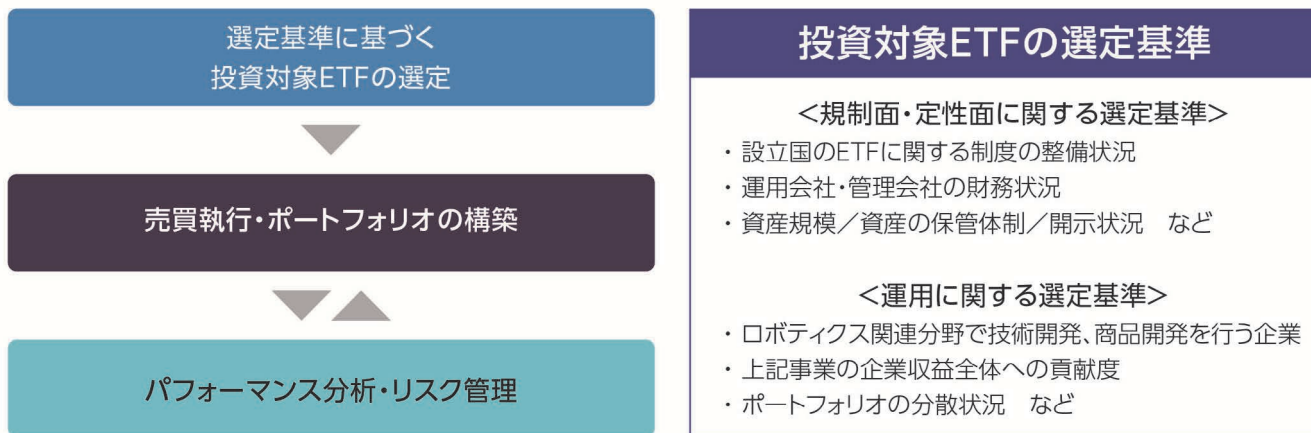 選定基準に基づく
投資対象ETFの選定
売買執行・ポートフォリオの構築
パフォーマンス分析・リスク管理
投資対象ETFの選定基準
＜規制面・定性面に関する選定基準＞
・設立国のETFに関する制度の整備状況
・運用会社・管理会社の財務状況
・資産規模／資産の保管体制／開示状況　など
＜運用に関する選定基準＞
・ロボティクス関連分野で技術開発、商品開発を行う企業
・上記事業の企業収益全体への貢献度
・ポートフォリオの分散状況　など